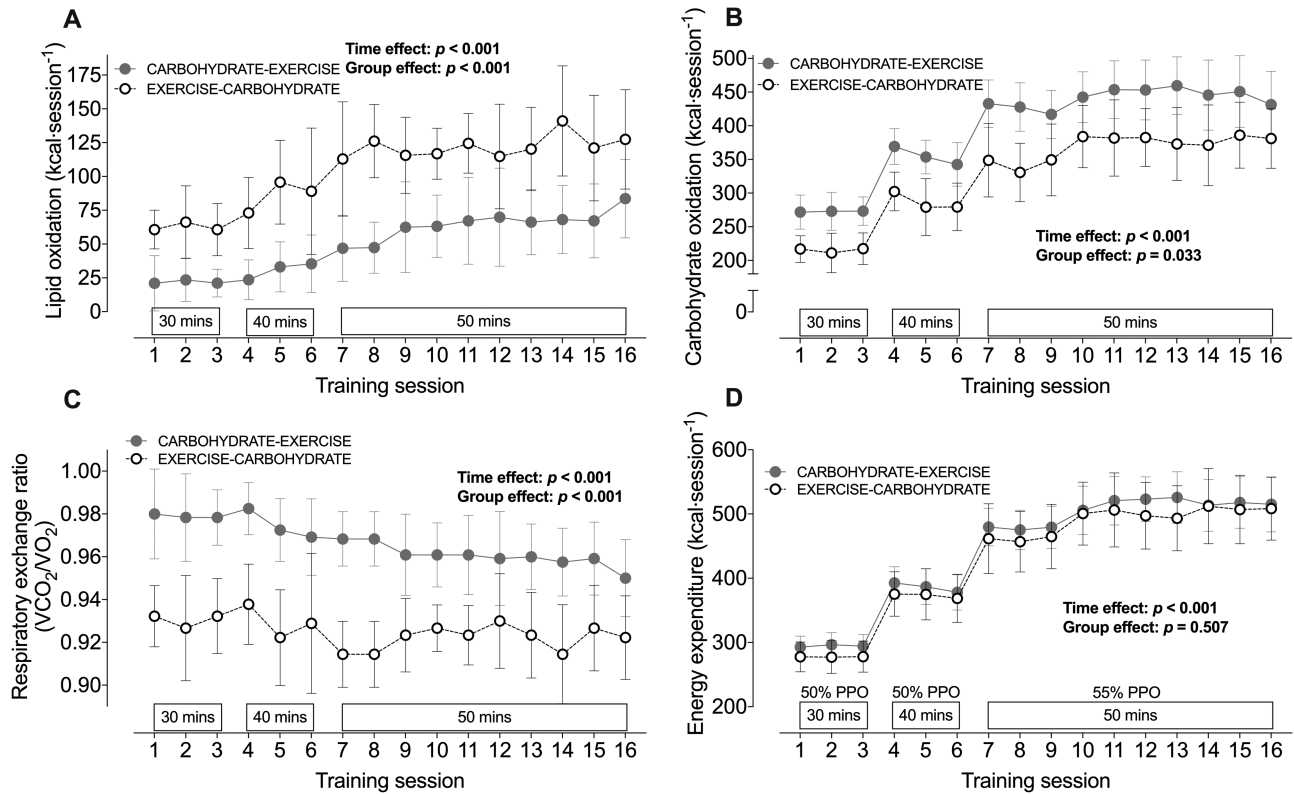 A
Lipid oxidation (kcal·session⁻¹)
CARBOHYDRATE-EXERCISE
EXERCISE-CARBOHYDRATE
Time effect: p < 0.001
Group effect: p < 0.001
175
150
125
100
75
50
25
0
30 mins 40 mins 50 mins
1 2 3 4 5 6 7 8 9 10 11 12 13 14 15 16
Training session
B
Carbohydrate oxidation (kcal·session⁻¹)
CARBOHYDRATE-EXERCISE
EXERCISE-CARBOHYDRATE
500
450
400
350
300
250
200
0
Time effect: p < 0.001
Group effect: p = 0.033
30 mins 40 mins 50 mins
1 2 3 4 5 6 7 8 9 10 11 12 13 14 15 16
Training session
C
Respiratory exchange ratio
(VCO₂/VO₂)
CARBOHYDRATE-EXERCISE
EXERCISE-CARBOHYDRATE
Time effect: p < 0.001
Group effect: p < 0.001
1.00
0.98
0.96
0.94
0.92
0.90
30 mins 40 mins 50 mins
1 2 3 4 5 6 7 8 9 10 11 12 13 14 15 16
Training session
D
Energy expenditure (kcal·session⁻¹)
CARBOHYDRATE-EXERCISE
EXERCISE-CARBOHYDRATE
600
500
400
300
200
Time effect: p < 0.001
Group effect: p = 0.507
50% PPO 50% PPO 55% PPO
30 mins 40 mins 50 mins
1 2 3 4 5 6 7 8 9 10 11 12 13 14 15 16
Training session